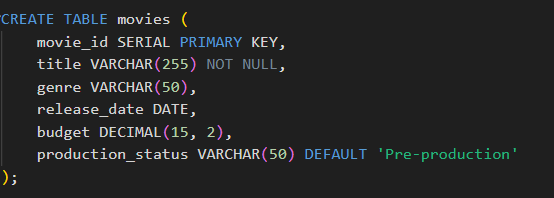 CREATE TABLE movies (
    movie_id SERIAL PRIMARY KEY,
    title VARCHAR(255) NOT NULL,
    genre VARCHAR(50),
    release_date DATE,
    budget DECIMAL(15, 2),
    production_status VARCHAR(50) DEFAULT 'Pre-production'
);